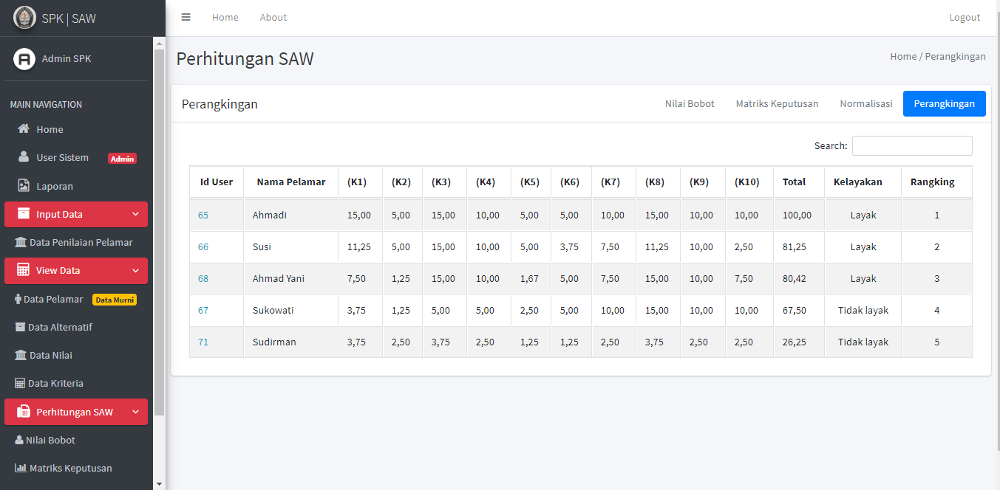 SPK | SAW
Home About Logout
Admin SPK
MAIN NAVIGATION
Home
User Sistem Admin
Laporan
Input Data
Data Penilaian Pelamar
View Data
Data Pelamar Data Murni
Data Alternatif
Data Nilai
Data Kriteria
Perhitungan SAW
Nilai Bobot
Matriks Keputusan
Perhitungan SAW
Home / Perangkingan
Perangkingan
Nilai Bobot Matriks Keputusan Normalisasi Perangkingan
Search:
Id User Nama Pelamar (K1) (K2) (K3) (K4) (K5) (K6) (K7) (K8) (K9) (K10) Total Kelayakan Rangking
65 Ahmadi 15,00 5,00 15,00 10,00 5,00 5,00 10,00 15,00 10,00 10,00 100,00 Layak 1
66 Susi 11,25 5,00 15,00 10,00 5,00 3,75 7,50 11,25 10,00 2,50 81,25 Layak 2
68 Ahmad Yani 7,50 1,25 15,00 10,00 1,67 5,00 7,50 15,00 10,00 7,50 80,42 Layak 3
67 Sukowati 3,75 1,25 5,00 5,00 2,50 5,00 10,00 15,00 10,00 10,00 67,50 Tidak layak 4
71 Sudirman 3,75 2,50 3,75 2,50 1,25 1,25 2,50 3,75 2,50 2,50 26,25 Tidak layak 5